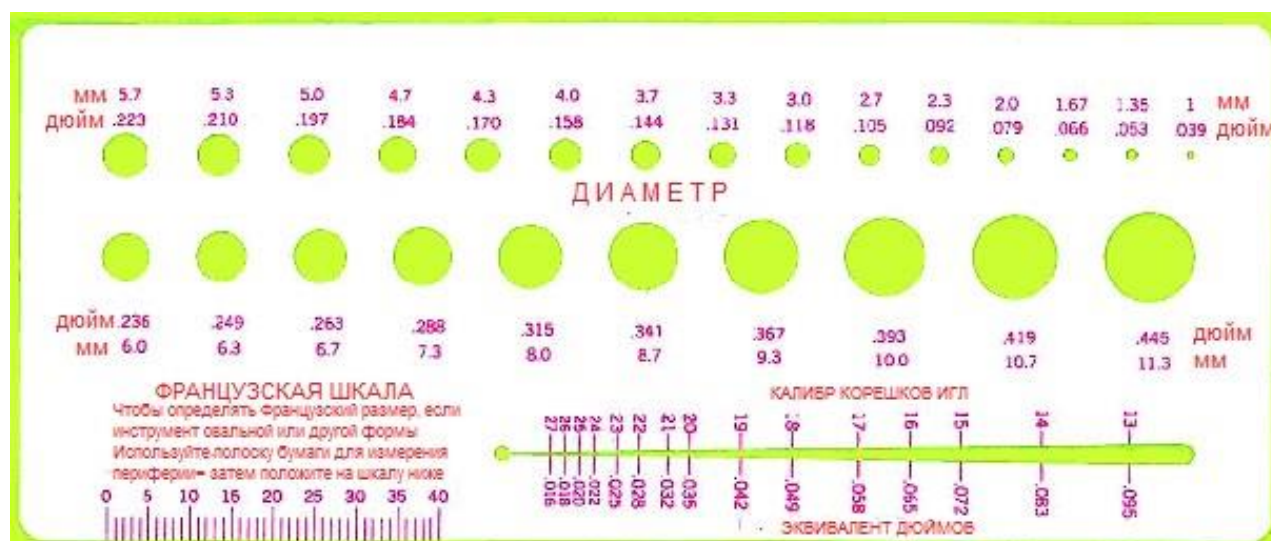 мм 5.7 5.3 5.0 4.7 4.3 4.0 3.7 3.3 3.0 2.7 2.3 2.0 1.67 1.35 1 мм
дюйм .223 .210 .197 .184 .170 .158 .144 .131 .118 .105 .092 .079 .066 .053 .039 дюйм
ДИАМЕТР
дюйм .236 .249 .263 .288 .315 .341 .367 .393 .419 .445 дюйм
мм 6.0 6.3 6.7 7.3 8.0 8.7 9.3 10.0 10.7 11.3 мм
ФРАНЦУЗСКАЯ ШКАЛА
Чтобы определять Французский размер, если
инструмент овальной или другой формы
Используйте полоску бумаги для измерения
периферии= затем положите на шкалу ниже
0 5 10 15 20 25 30 35 40
КАЛИБР КОРЕШКОВ ИГЛ
27 26 25 24 23 22 21 20 19 18 17 16 15 14 13
.016 .018 .020 .022 .025 .028 .032 .035 .042 .049 .058 .065 .072 .083 .095
ЭКВИВАЛЕНТ ДЮЙМОВ